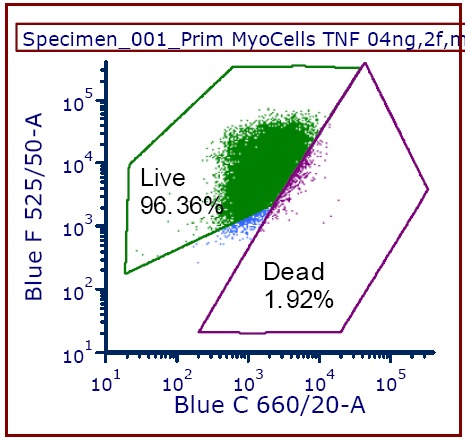 Specimen_001_Prim MyoCells TNF 04ng,2f,m
Blue F 525/50-A
10^5
10^4
10^3
10^2
10^1
Live
96.36%
Dead
1.92%
10^1 10^2 10^3 10^4 10^5
Blue C 660/20-A